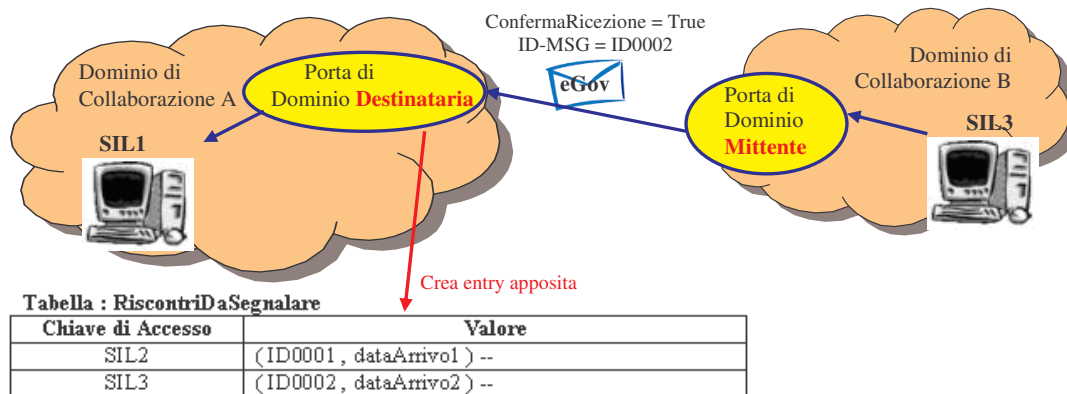 ConfermaRicezione = True
ID-MSG = ID0002
eGov
Dominio di
Collaborazione A
Porta di
Dominio Destinataria
SIL1
Dominio di
Collaborazione B
Porta di
Dominio
Mittente
SIL3
Crea entry apposita
Tabella : RiscontriDaSegnalare
Chiave di Accesso Valore
SIL2 (ID0001 , dataArrivo1 ) --
SIL3 (ID0002 , dataArrivo2 ) --